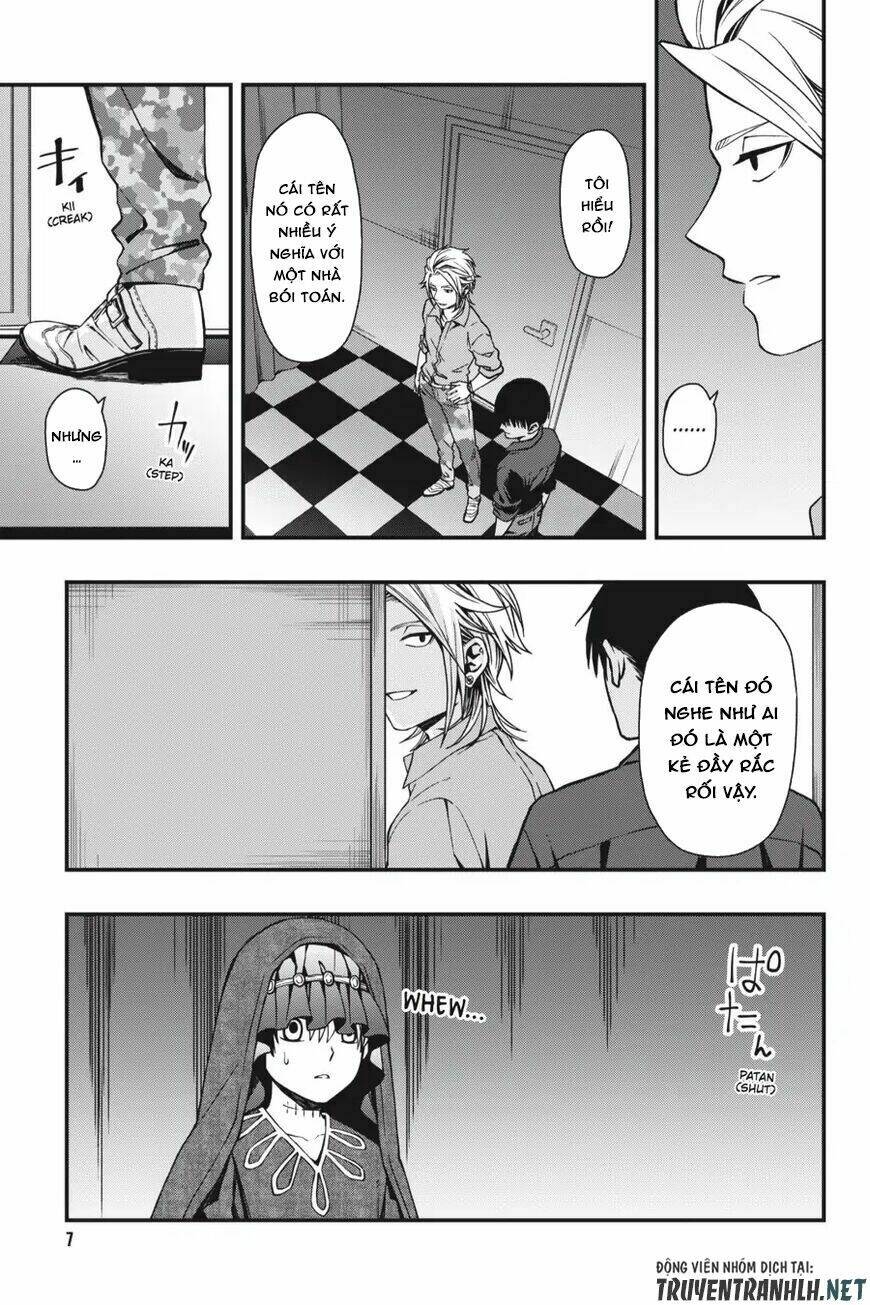 ......
TÔI
HIỂU
RỒI!
CÁI TÊN
NÓ CÓ RẤT
NHIỀU Ý
NGHĨA VỚI
MỘT NHÀ
BÓI TOÁN.
キィ
KII
(CREAK)
カッ
KA
(STEP)
NHƯNG
...
CÁI TÊN ĐÓ
NGHE NHƯ AI
ĐÓ LÀ MỘT
KẺ ĐẦY RẮC
RỐI VẬY.
ぱたん
PATAN
(SHUT)
WHEW...
7
ĐỘNG VIÊN NHÓM DỊCH TẠI:
TRUYENTRANHLH.NET